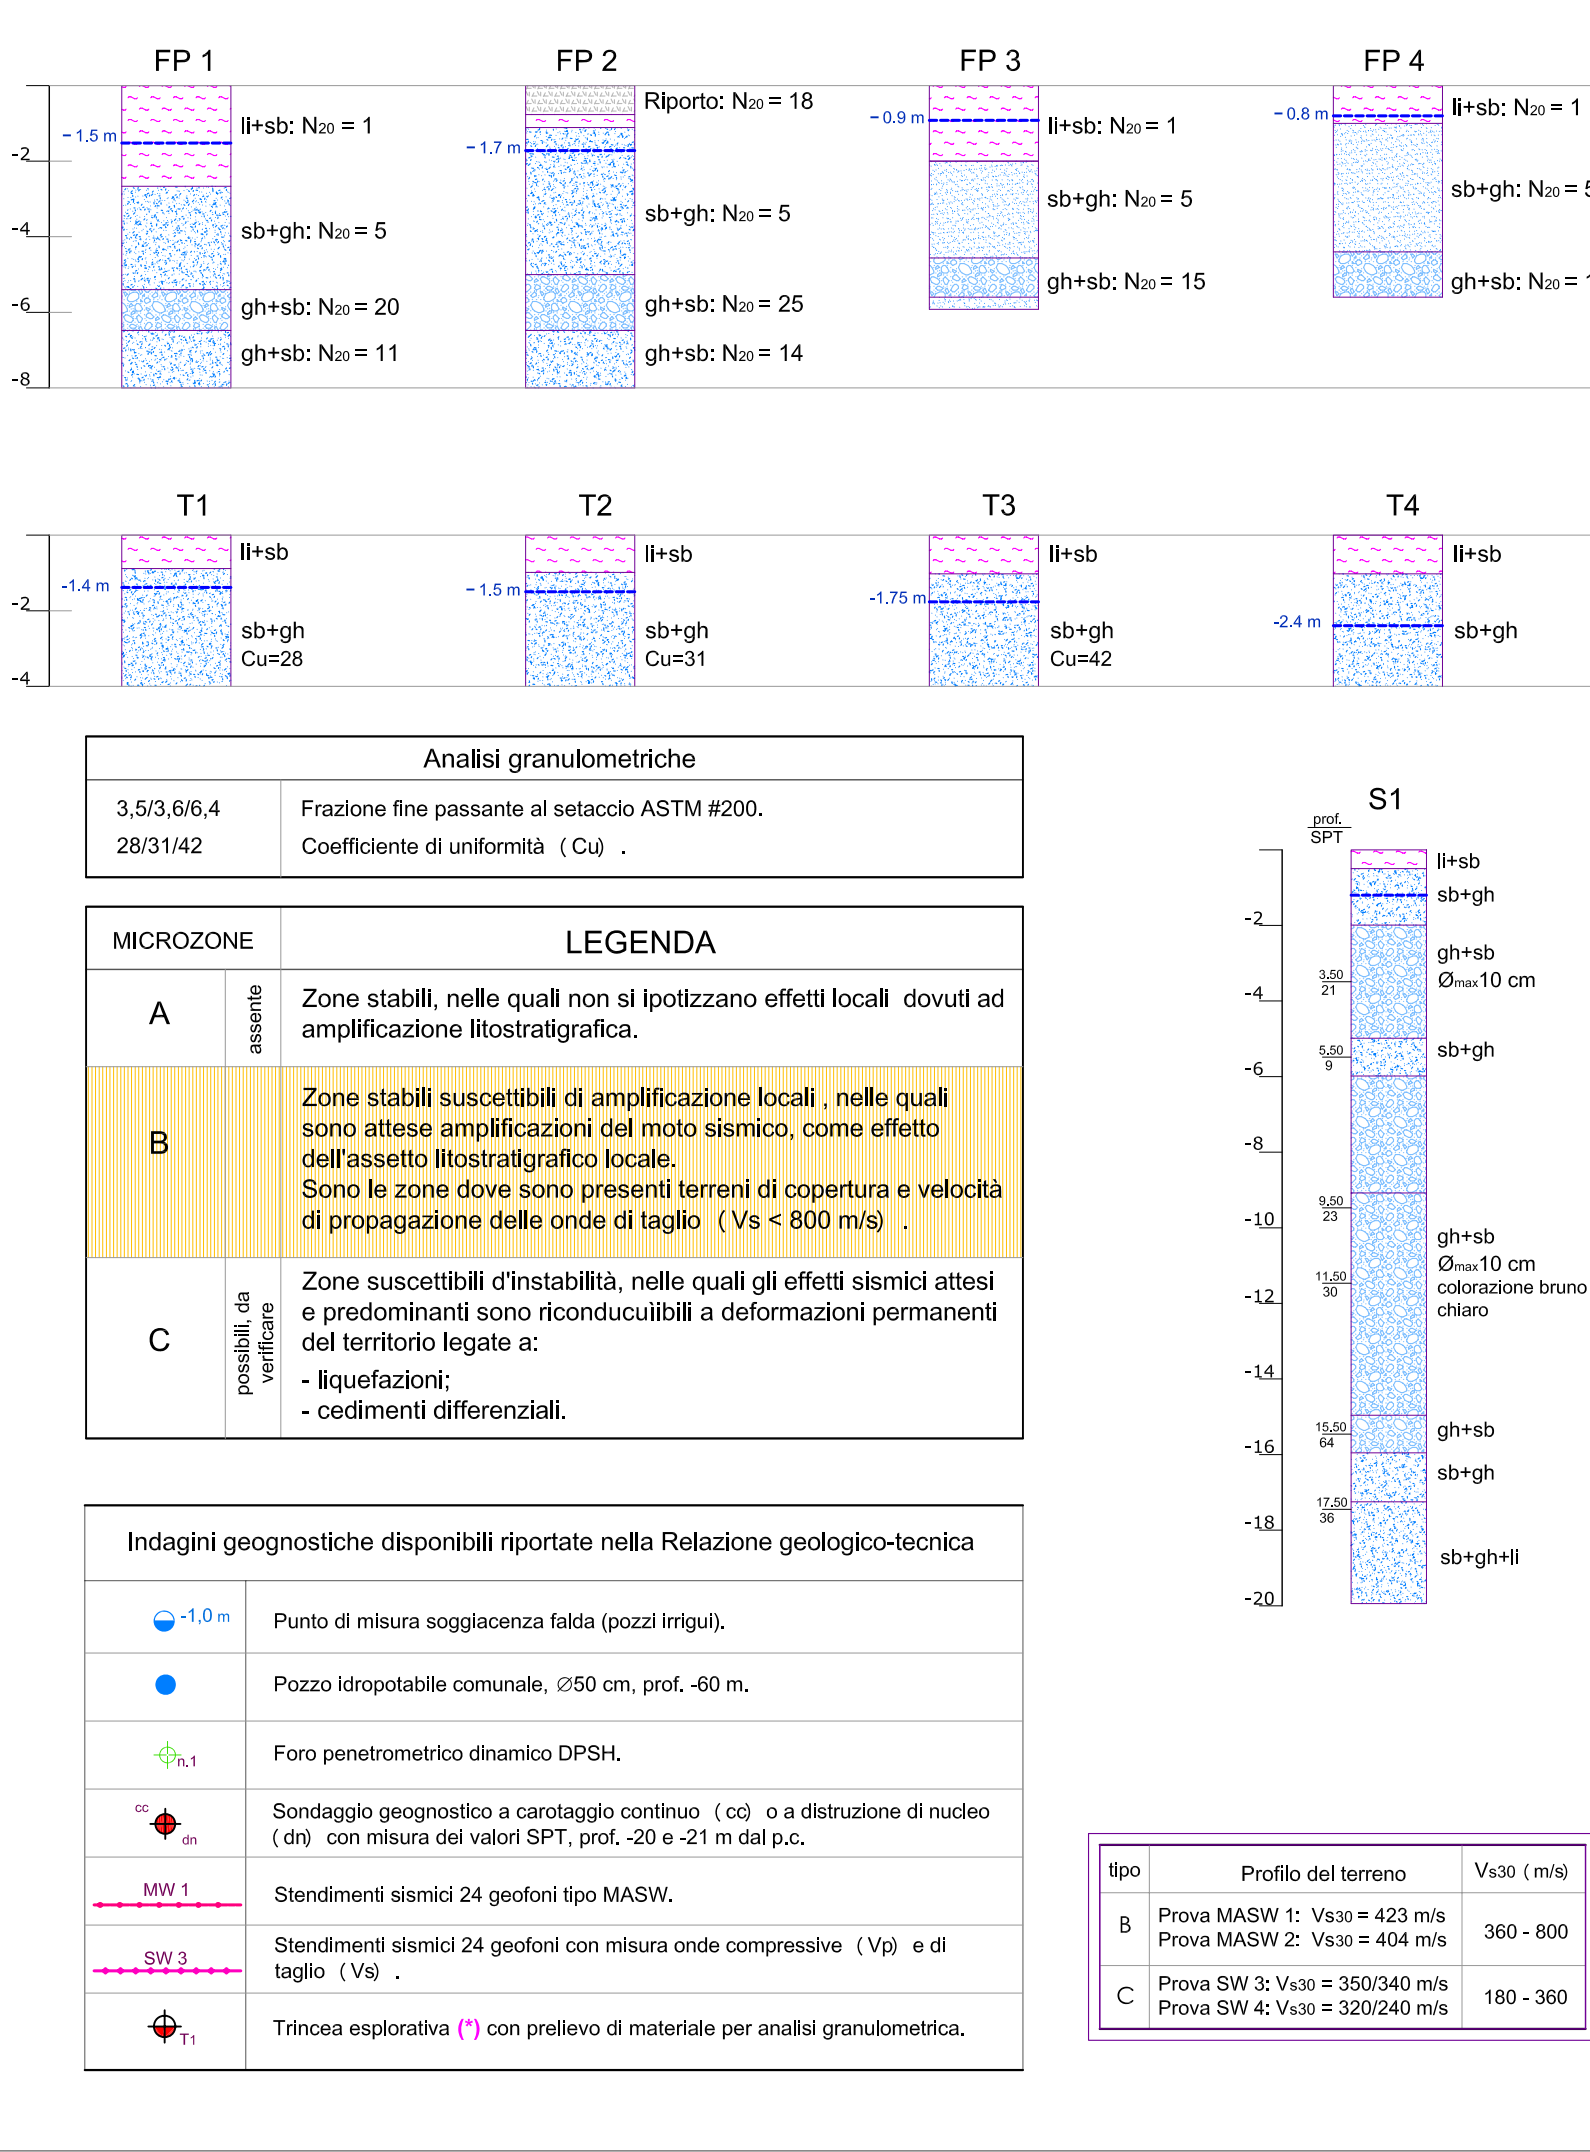 FP 1
FP 2
FP 3
FP 4
-2
-4
-6
-8
– 1.5 m
li+sb: N20 = 1
sb+gh: N20 = 5
gh+sb: N20 = 20
gh+sb: N20 = 11
– 1.7 m
Riporto: N20 = 18
sb+gh: N20 = 5
gh+sb: N20 = 25
gh+sb: N20 = 14
– 0.9 m
li+sb: N20 = 1
sb+gh: N20 = 5
gh+sb: N20 = 15
– 0.8 m
li+sb: N20 = 1
sb+gh: N20 = 5
gh+sb: N20 =
T1
T2
T3
T4
-2
-4
-1.4 m
li+sb
sb+gh
Cu=28
– 1.5 m
li+sb
sb+gh
Cu=31
-1.75 m
li+sb
sb+gh
Cu=42
-2.4 m
li+sb
sb+gh
Analisi granulometriche
3,5/3,6/6,4 Frazione fine passante al setaccio ASTM #200.
28/31/42 Coefficiente di uniformità ( Cu) .
MICROZONE LEGENDA
A
assente
Zone stabili, nelle quali non si ipotizzano effetti locali dovuti ad
amplificazione litostratigrafica.
B
Zone stabili suscettibili di amplificazione locali , nelle quali
sono attese amplificazioni del moto sismico, come effetto
dell'assetto litostratigrafico locale.
Sono le zone dove sono presenti terreni di copertura e velocità
di propagazione delle onde di taglio ( Vs < 800 m/s) .
C
possibili, da
verificare
Zone suscettibili d'instabilità, nelle quali gli effetti sismici attesi
e predominanti sono riconducuìibili a deformazioni permanenti
del territorio legate a:
- liquefazioni;
- cedimenti differenziali.
S1
prof.
SPT
-2
-4
-6
-8
-10
-12
-14
-16
-18
-20
3.50
21
5.50
9
9.50
23
11.50
30
15.50
64
17.50
36
li+sb
sb+gh
gh+sb
Ømax10 cm
sb+gh
gh+sb
Ømax10 cm
colorazione bruno
chiaro
gh+sb
sb+gh
sb+gh+li
Indagini geognostiche disponibili riportate nella Relazione geologico-tecnica
-1,0 m
Punto di misura soggiacenza falda (pozzi irrigui).
Pozzo idropotabile comunale, Ø50 cm, prof. -60 m.
n.1
Foro penetrometrico dinamico DPSH.
cc
dn
Sondaggio geognostico a carotaggio continuo ( cc) o a distruzione di nucleo
( dn) con misura dei valori SPT, prof. -20 e -21 m dal p.c.
MW 1
Stendimenti sismici 24 geofoni tipo MASW.
SW 3
Stendimenti sismici 24 geofoni con misura onde compressive ( Vp) e di
taglio ( Vs) .
T1
Trincea esplorativa (*) con prelievo di materiale per analisi granulometrica.
tipo Profilo del terreno Vs30 ( m/s)
B
Prova MASW 1: Vs30 = 423 m/s
Prova MASW 2: Vs30 = 404 m/s
360 - 800
C
Prova SW 3: Vs30 = 350/340 m/s
Prova SW 4: Vs30 = 320/240 m/s
180 - 360